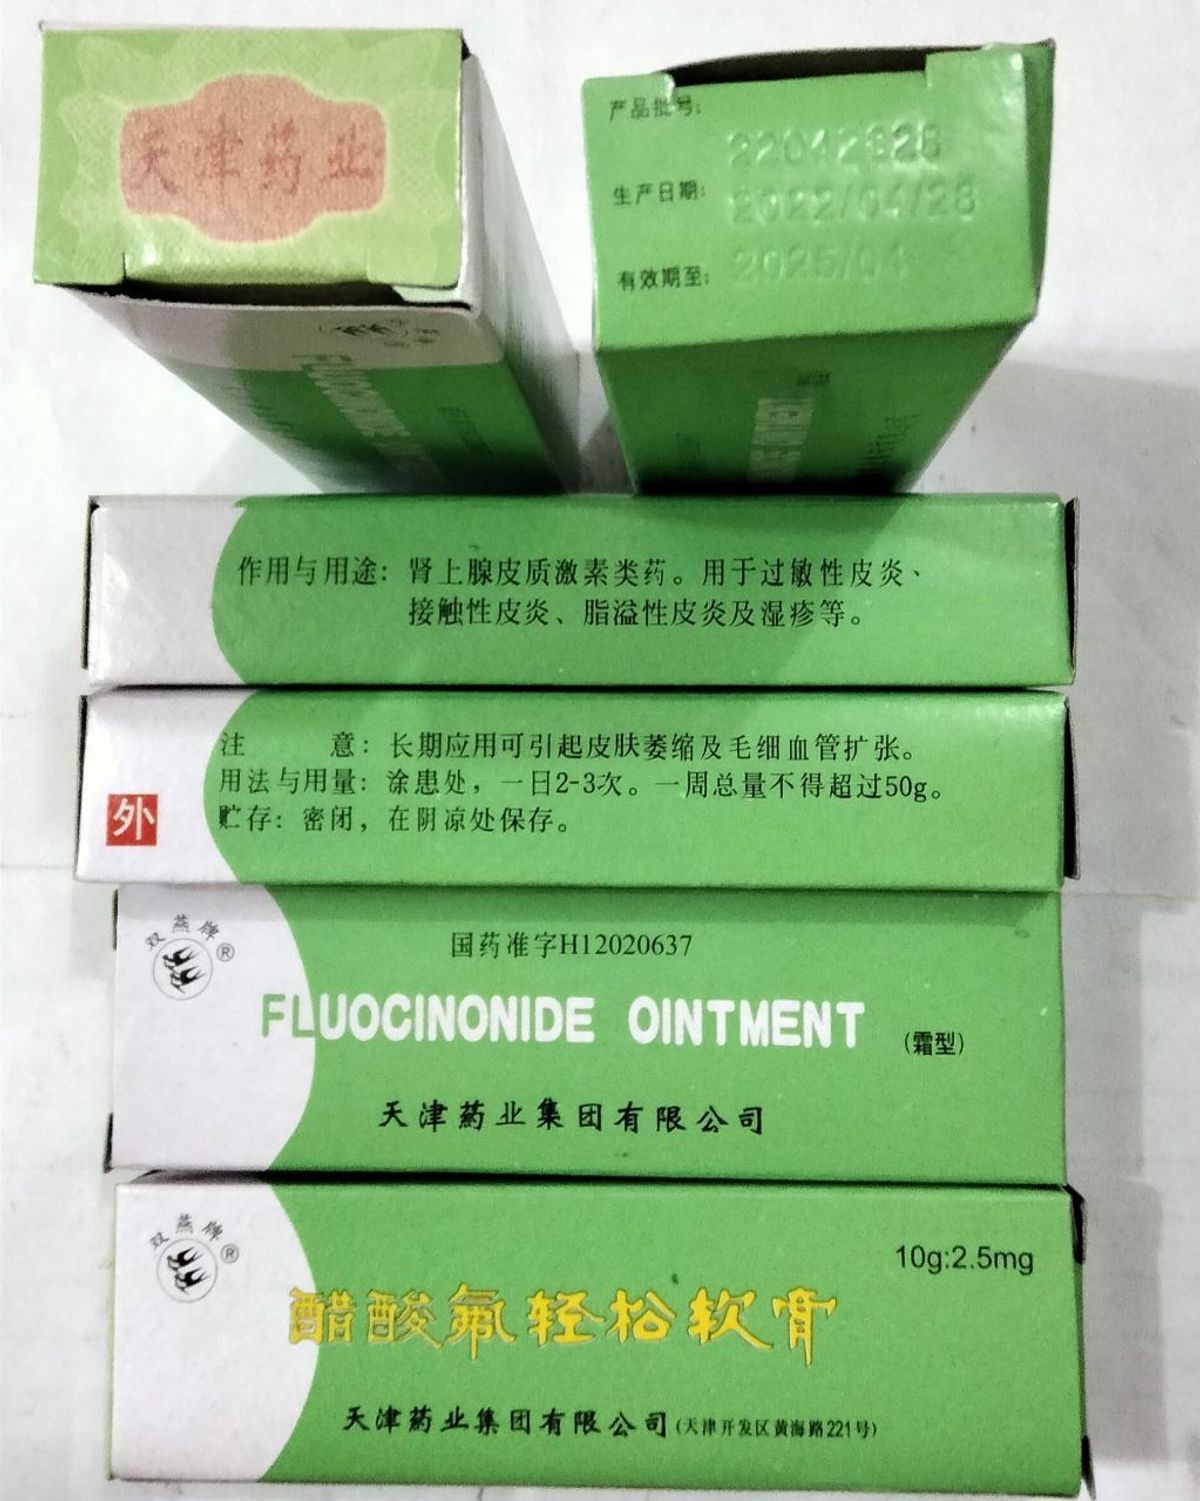 天津药业
产品批号: 22042828
生产日期: 2022/04/28
有效期至: 2025/04
FLUOCINONIDE
作用与用途: 肾上腺皮质激素类药。用于过敏性皮炎、
接触性皮炎、脂溢性皮炎及湿疹等。
注 意: 长期应用可引起皮肤萎缩及毛细血管扩张。
用法与用量: 涂患处，一日2-3次。一周总量不得超过50g。
贮存: 密闭，在阴凉处保存。
外
双燕牌®
国药准字H12020637
FLUOCINONIDE OINTMENT (霜型)
天津药业集团有限公司
双燕牌®
10g:2.5mg
醋酸氟轻松软膏
天津药业集团有限公司(天津开发区黄海路221号)